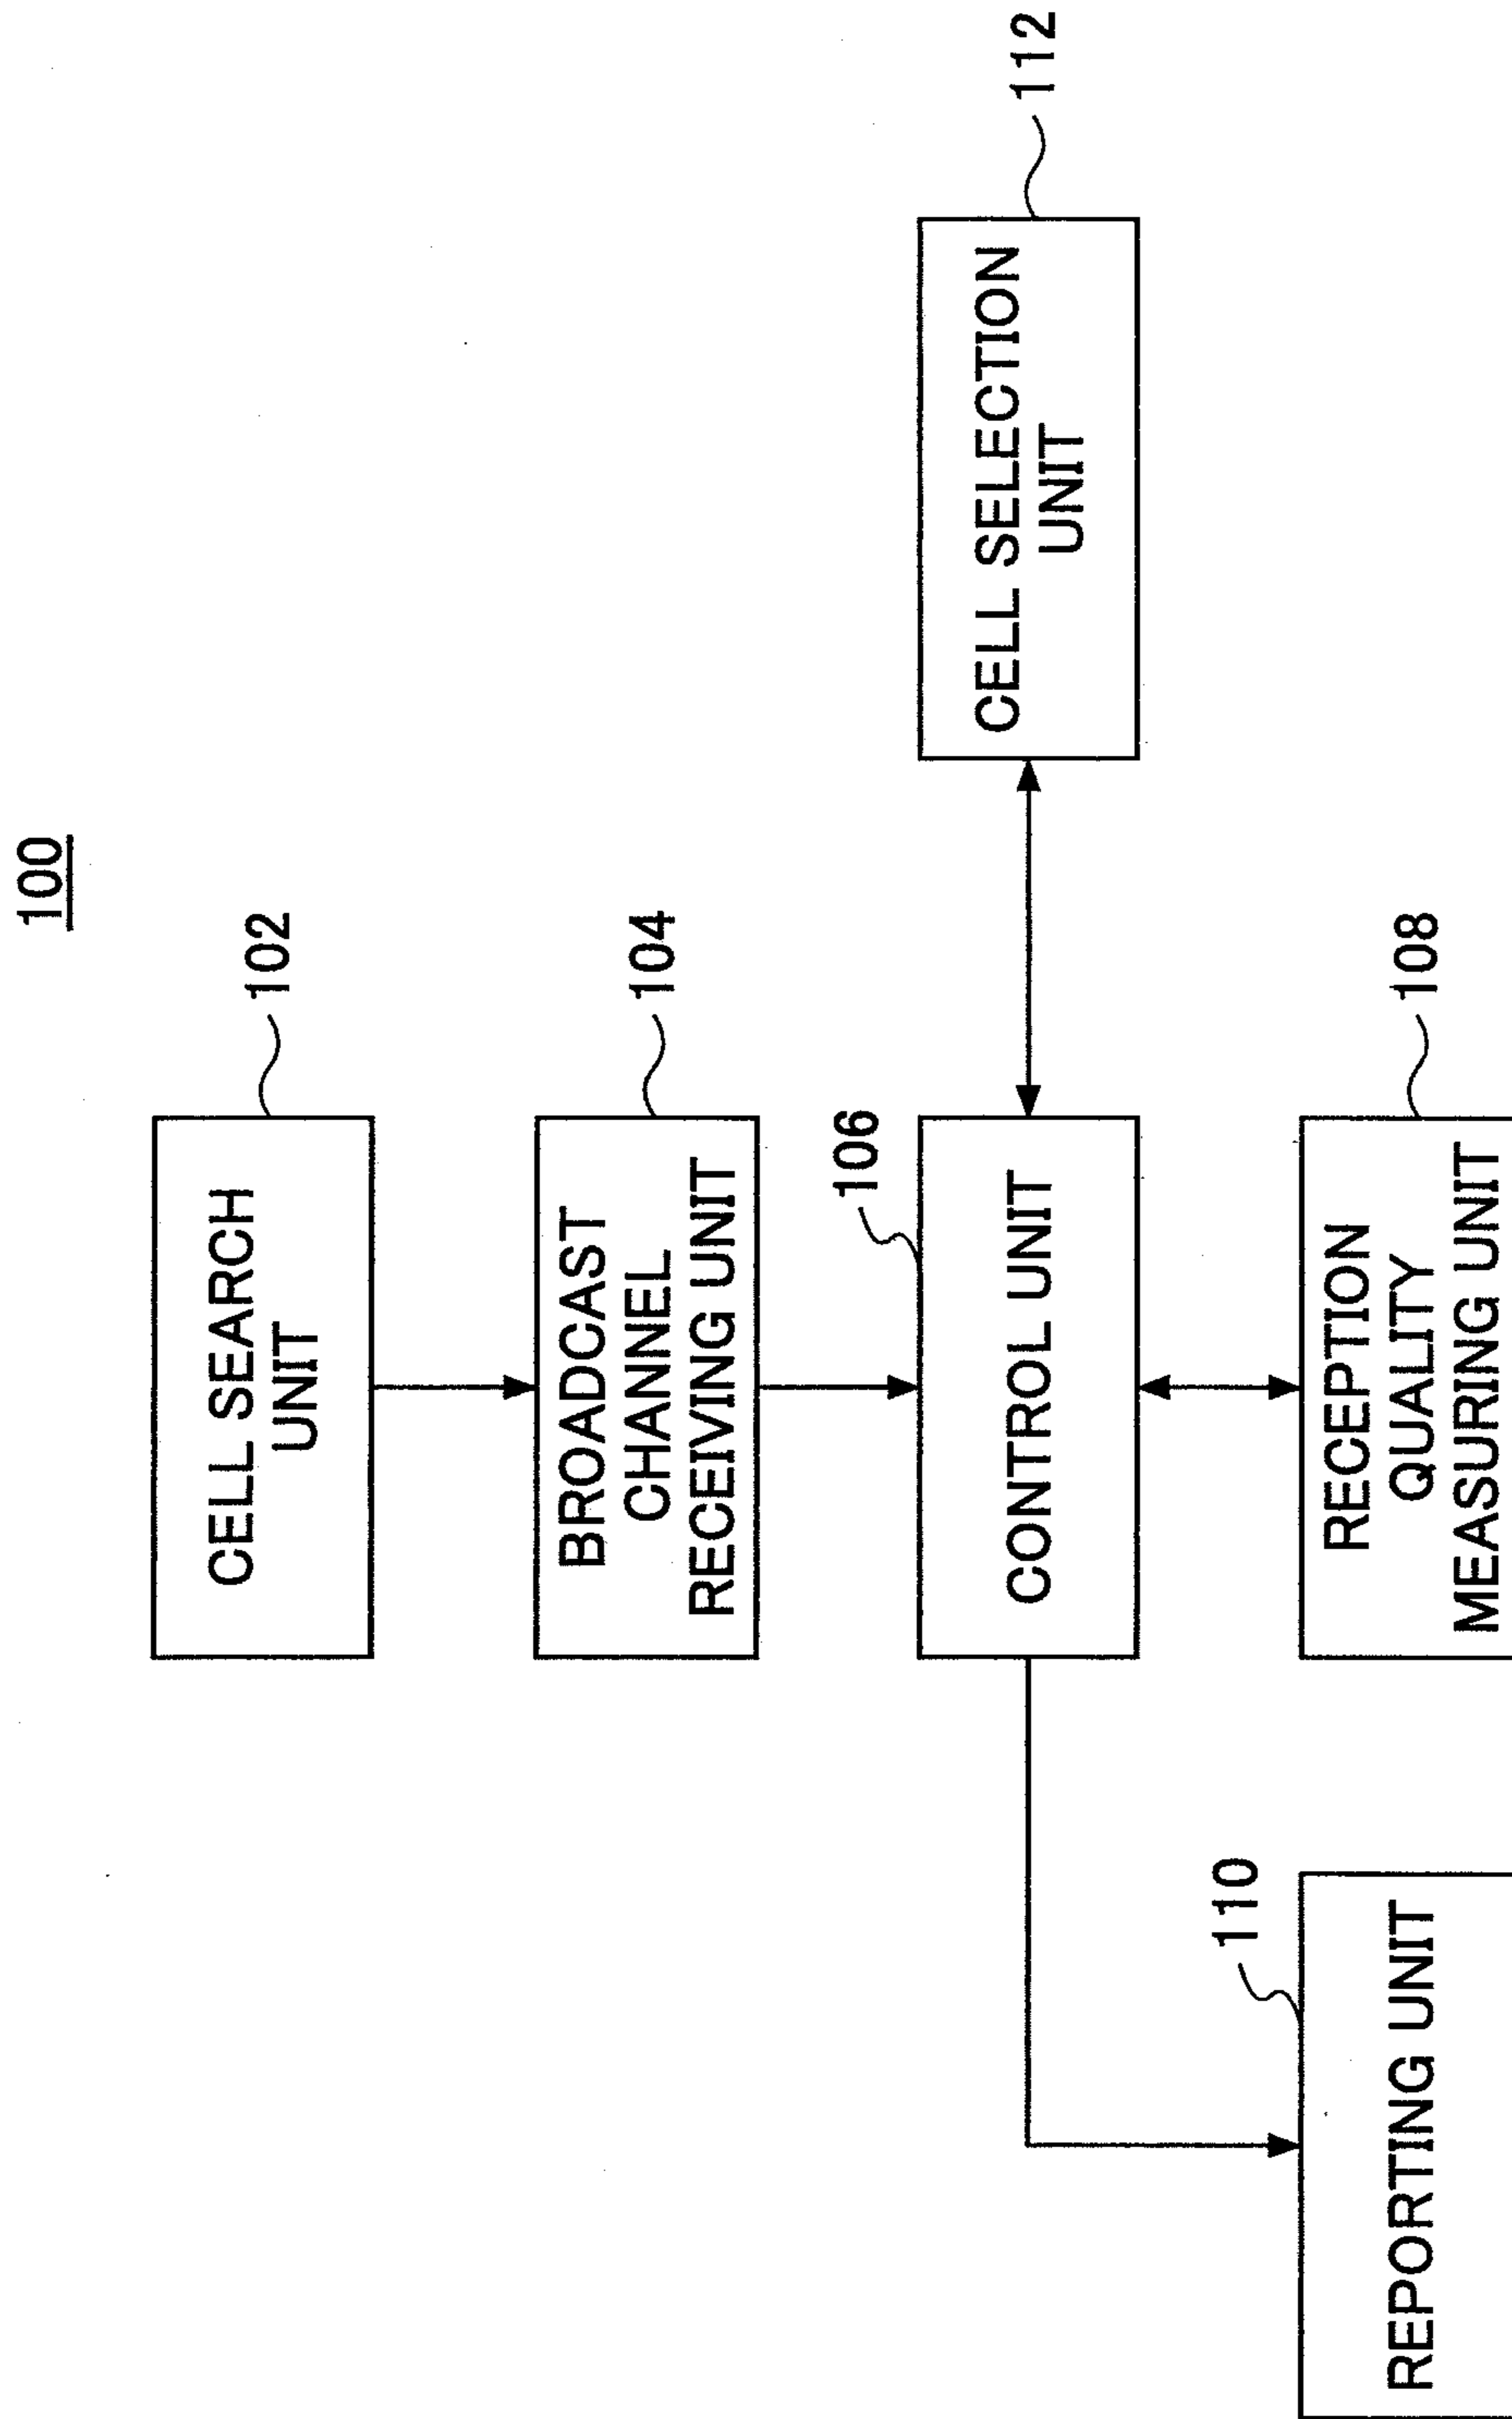 100
CELL SEARCH
UNIT
102
BROADCAST
CHANNEL
RECEIVING UNIT
104
106
CONTROL UNIT
CELL SELECTION
UNIT
112
110
REPORTING UNIT
RECEPTION
QUALITY
MEASURING UNIT
108